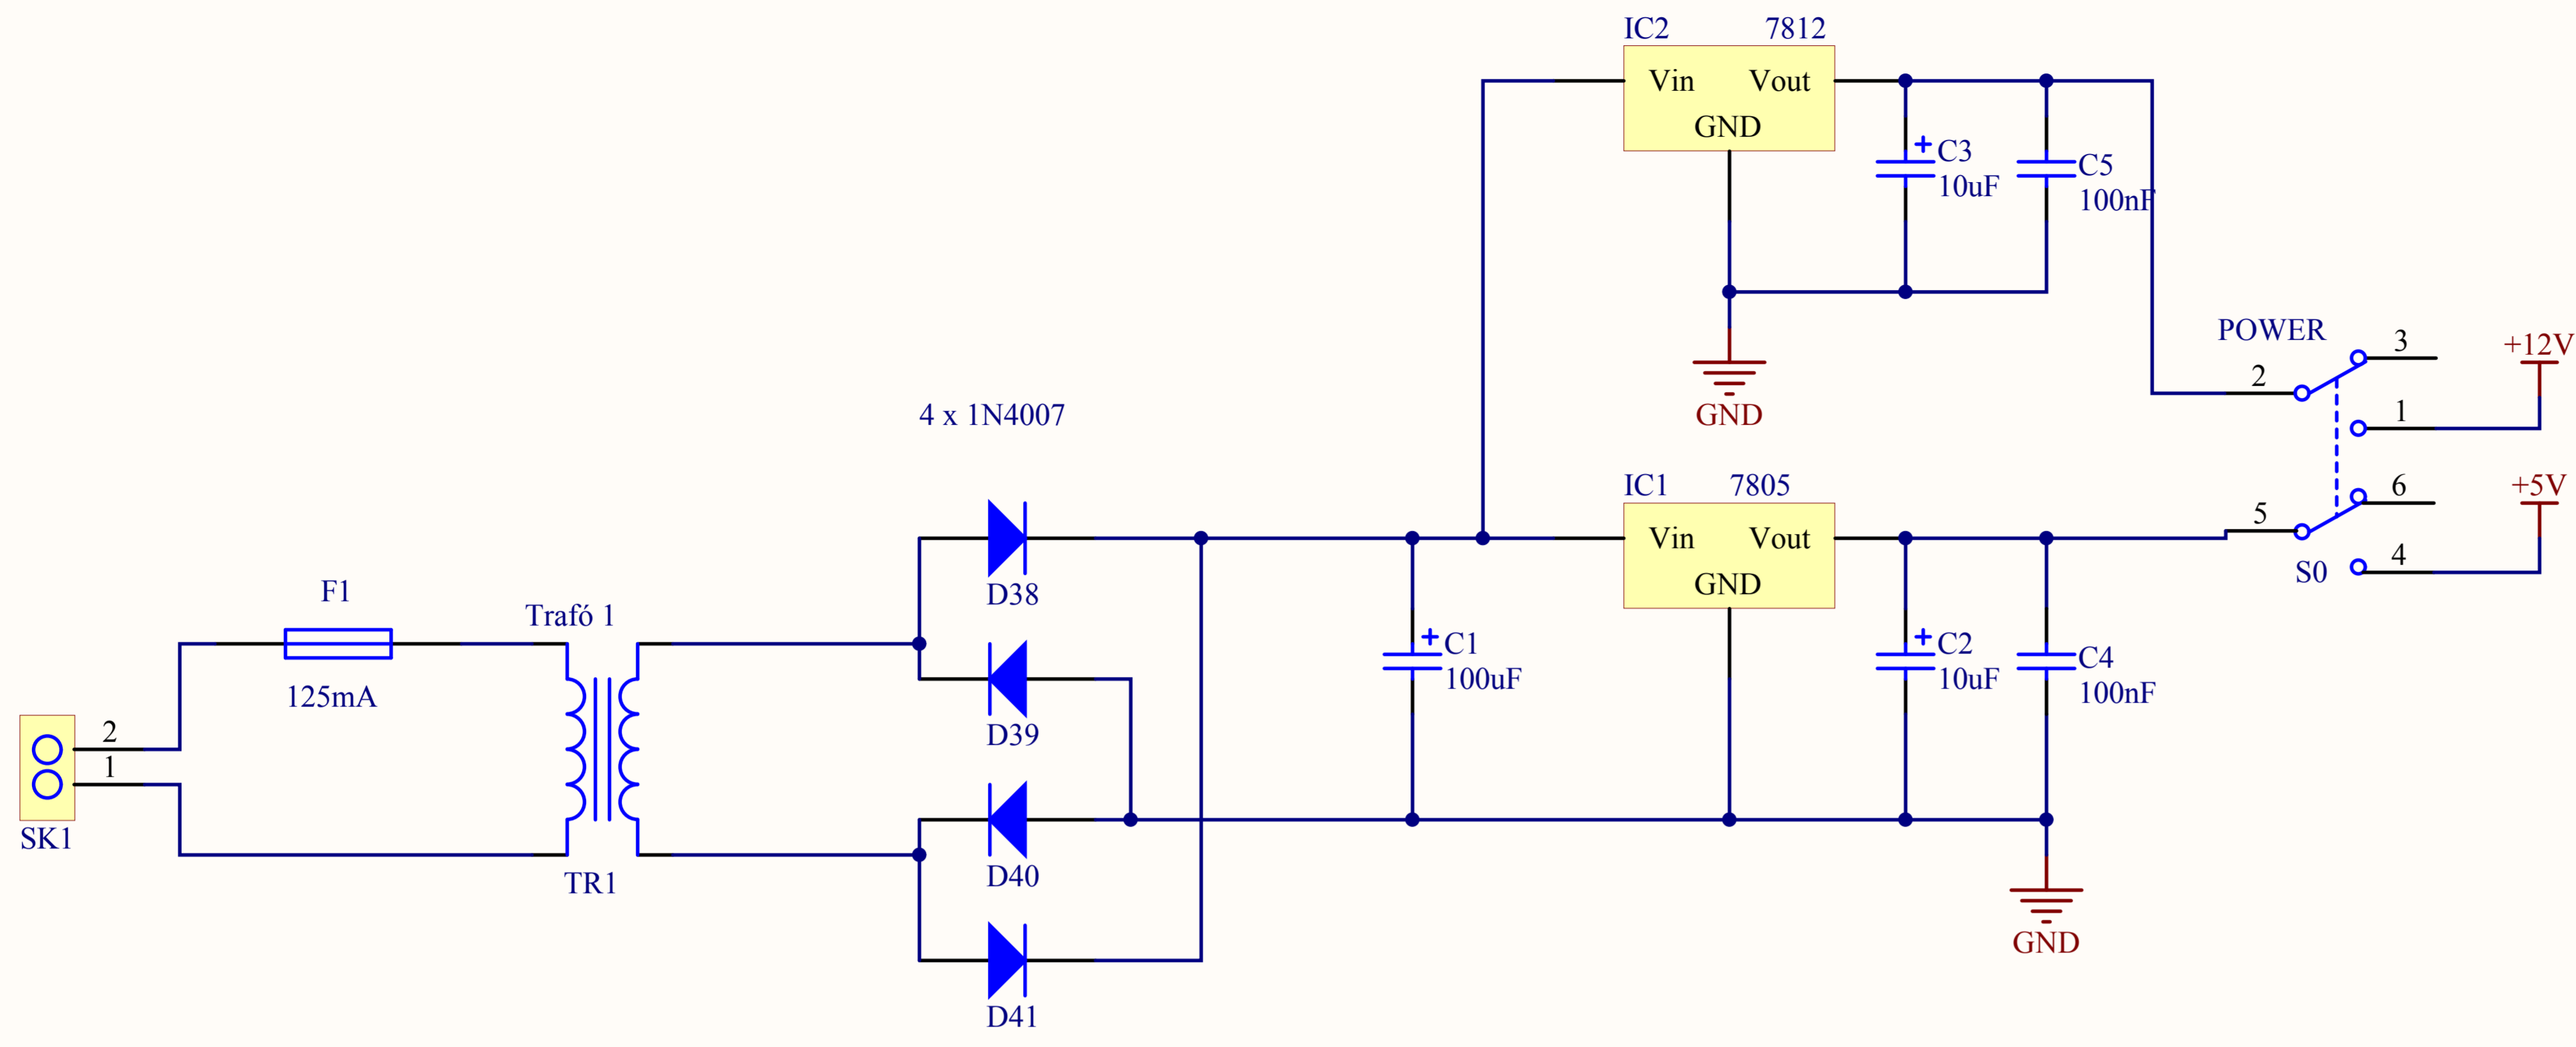 IC2 7812
Vin Vout
GND
+ C3
10uF
C5
100nF
GND
POWER
3
2
1
+12V
4 x 1N4007
IC1 7805
Vin Vout
GND
+ C1
100uF
+ C2
10uF
C4
100nF
5
6
4
S0
+5V
GND
D38
D39
D40
D41
F1
125mA
Trafó 1
TR1
2
1
SK1